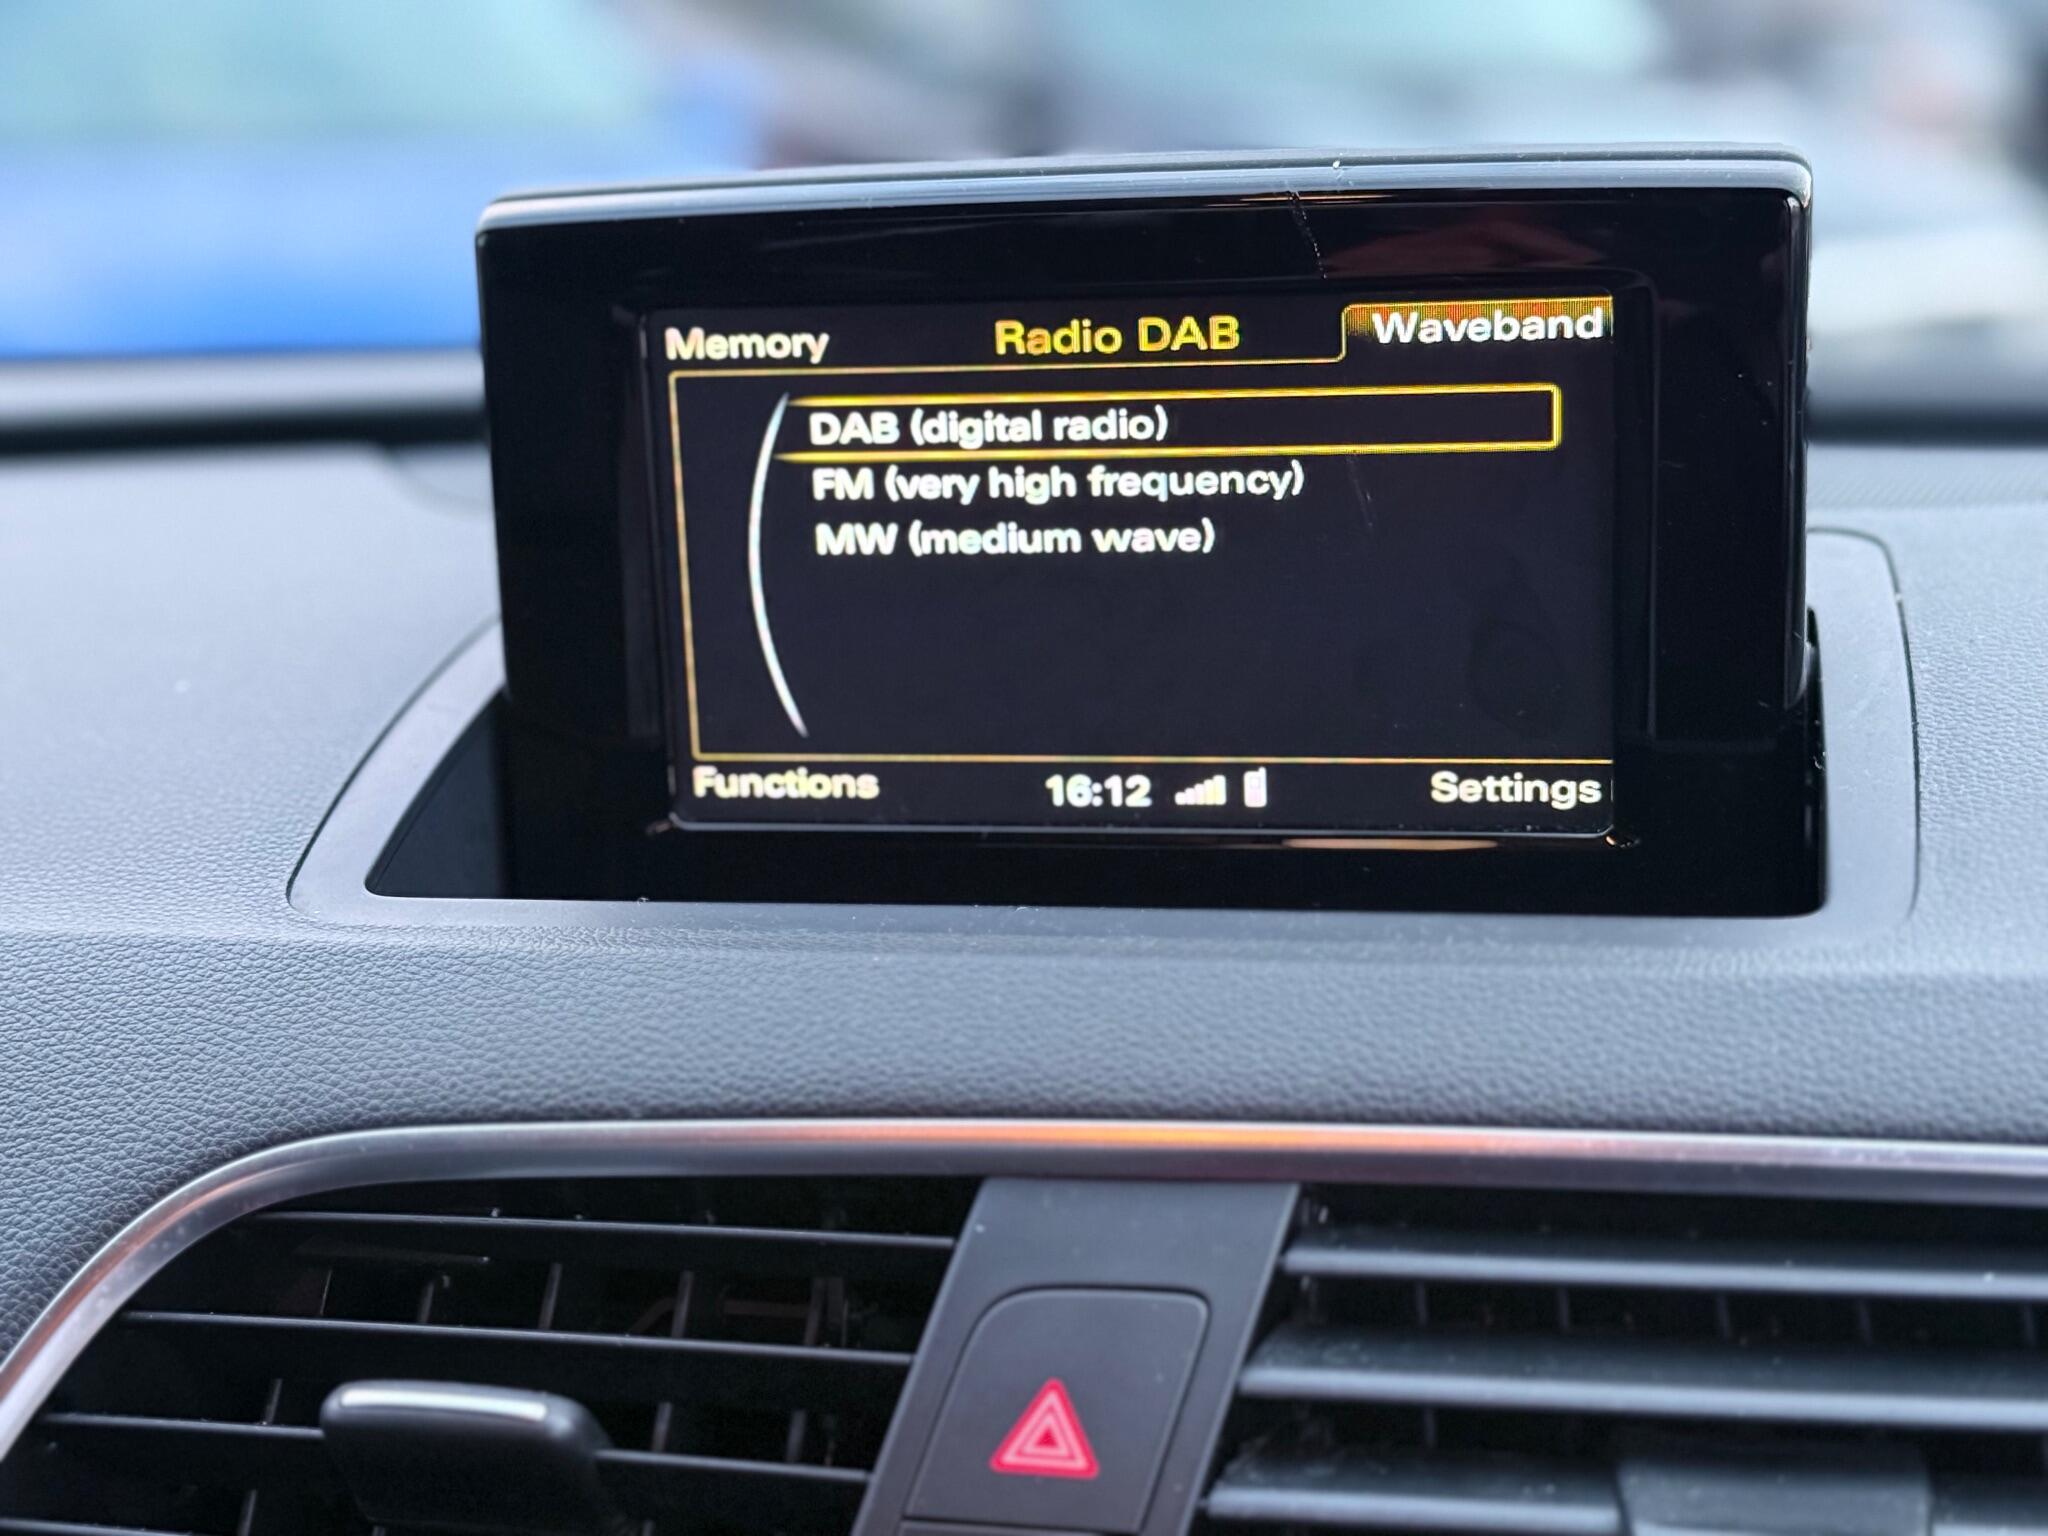 Memory Radio DAB Waveband
DAB (digital radio)
FM (very high frequency)
MW (medium wave)
Functions 16:12 Settings